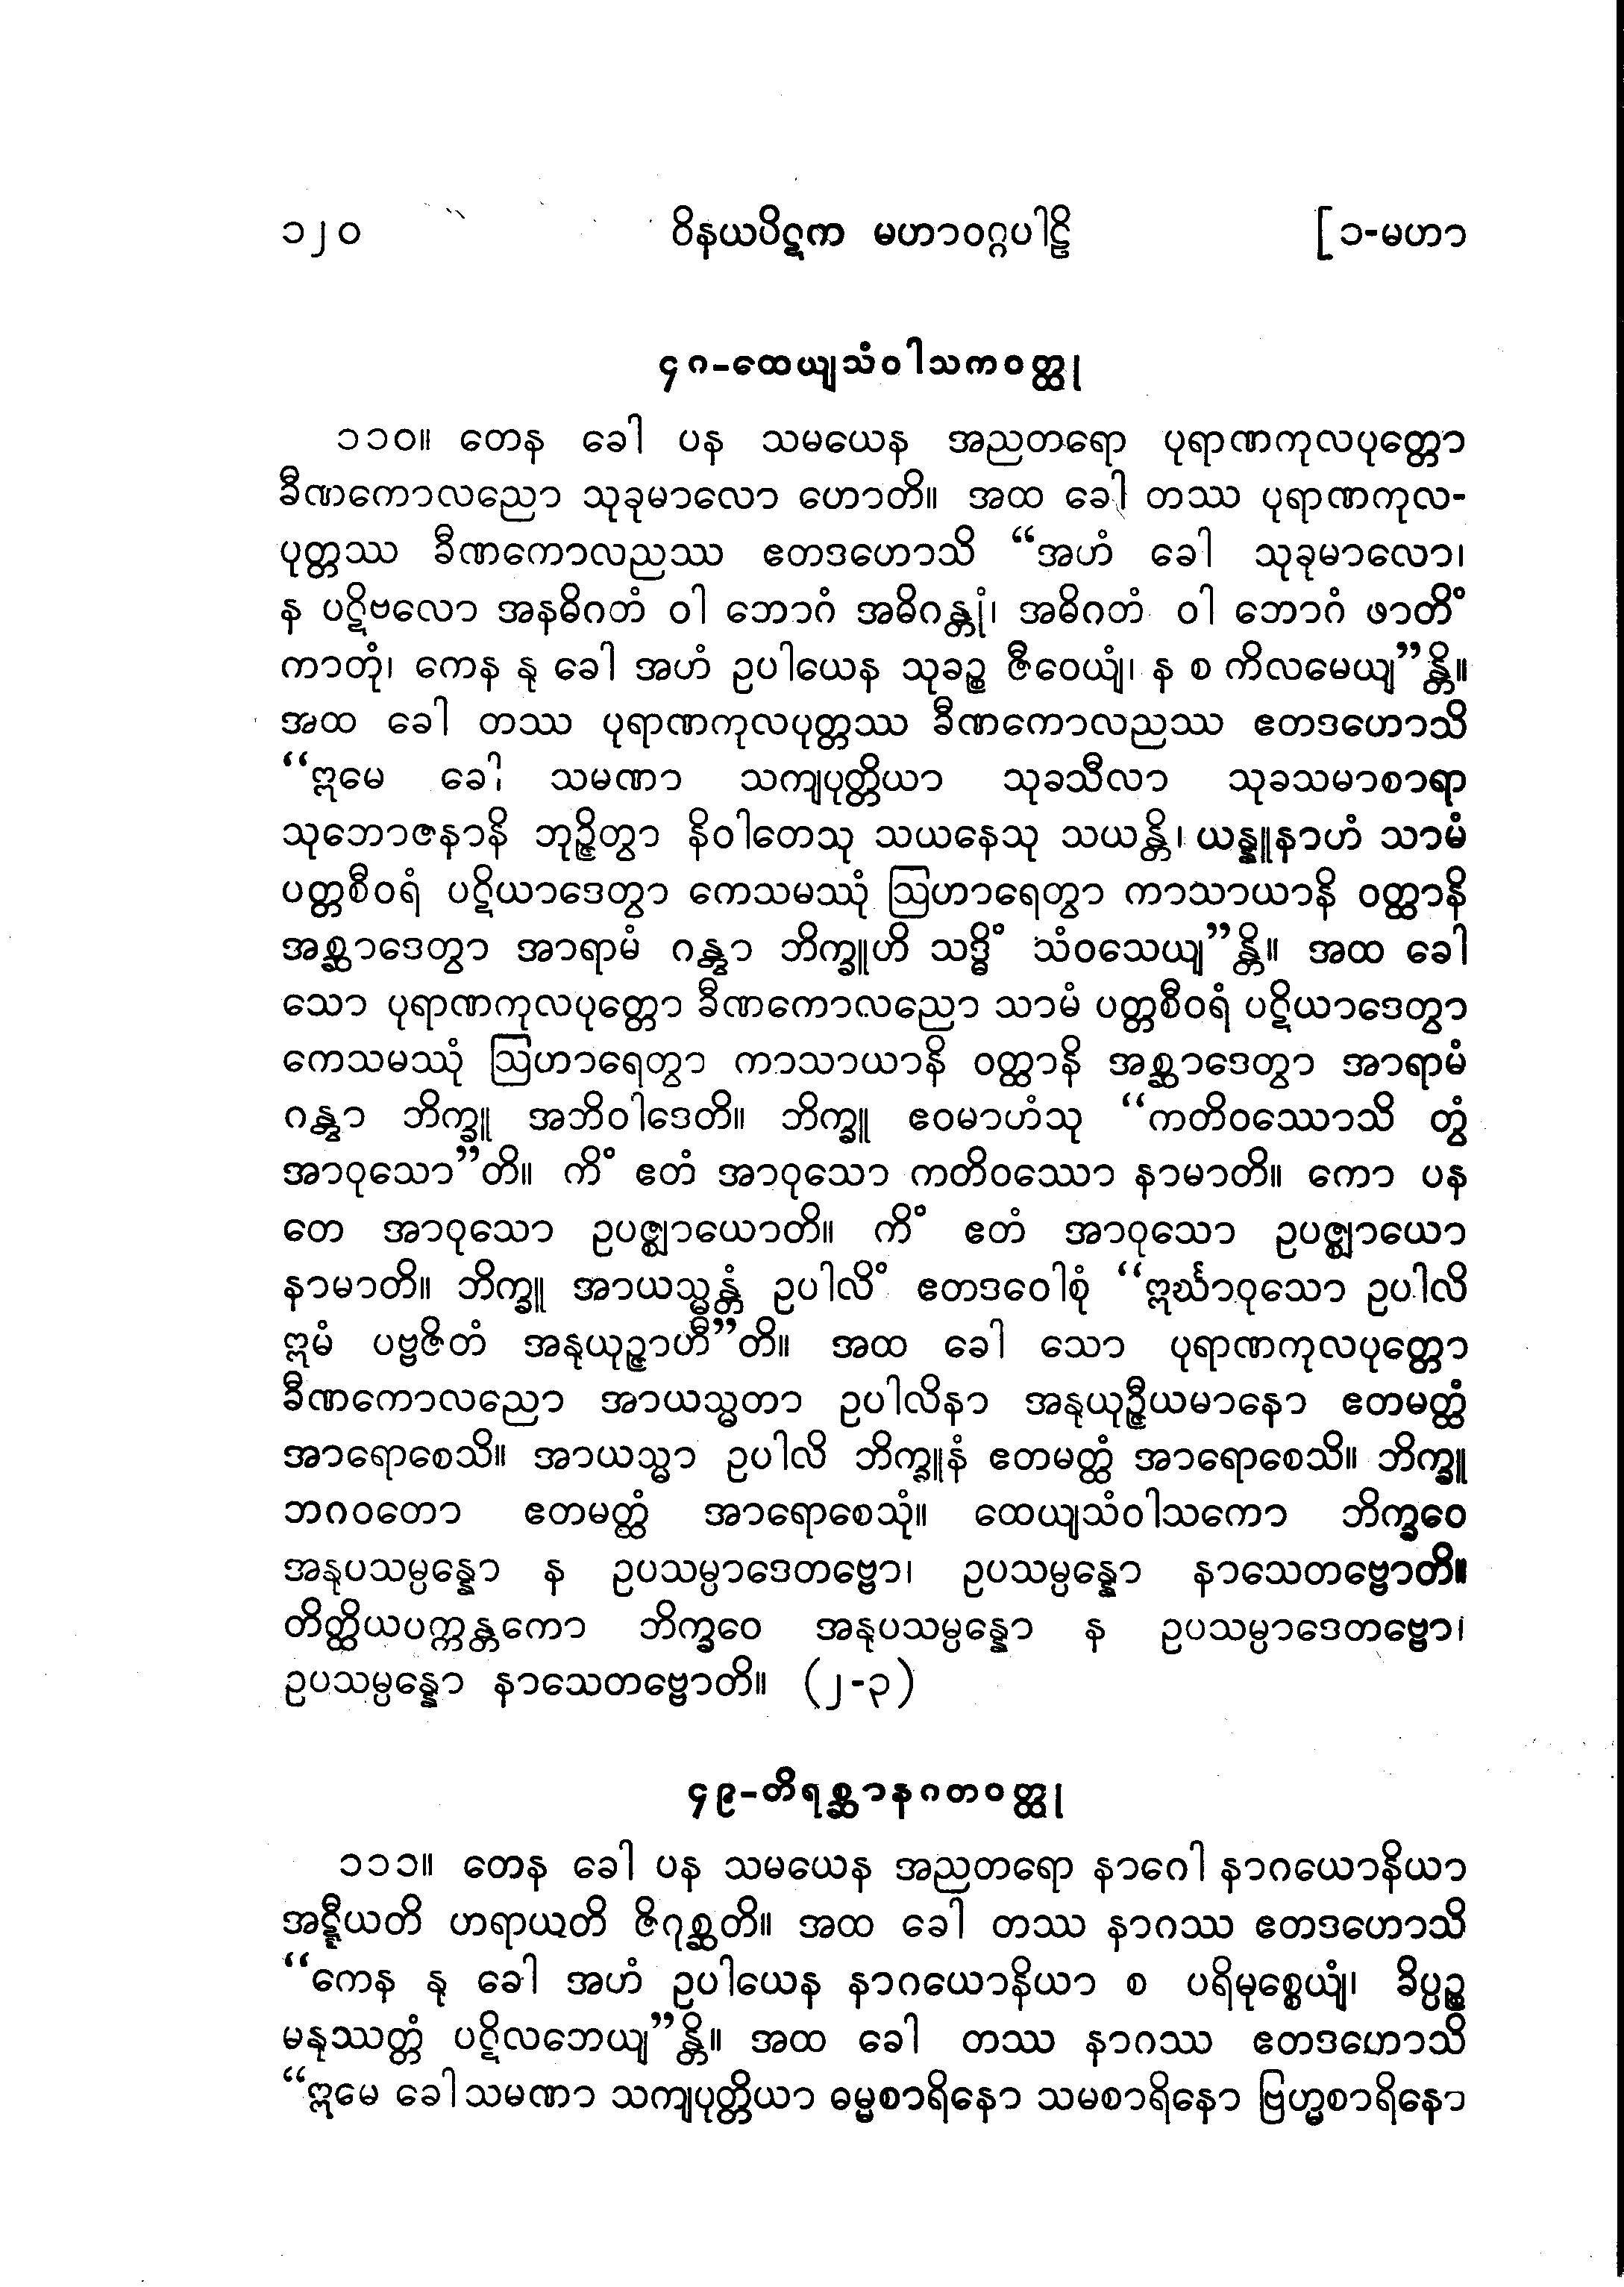 ၁၂၀ ဝိနယပိဋက မဟာဝဂ္ဂပါဠိ [၁-မဟာ
၄၈-ထေယျသံဝါသကဝတ္ထု
၁၁၀။ တေန ခေါ ပန သမယေန အညတရော ပုရာဏကုလပုတ္တော
ခီဏကောလညော သုခုမာလော ဟောတိ။ အထ ခေါ တဿ ပုရာဏကုလ-
ပုတ္တဿ ခီဏကောလညဿ ဧတဒဟောသိ “အဟံ ခေါ သုခုမာလော၊
န ပဋိဗလော အနဓိဂတံ ဝါ ဘောဂံ အဓိဂန္တုံ၊ အဓိဂတံ ဝါ ဘောဂံ ဖာတိံ
ကာတုံ၊ ကေန နု ခေါ အဟံ ဥပါယေန သုခဉ္စ ဇီဝေယျံ၊ န စ ကိလမေယျ”န္တိ။
အထ ခေါ တဿ ပုရာဏကုလပုတ္တဿ ခီဏကောလညဿ ဧတဒဟောသိ
“ဣမေ ခေါ သမဏာ သကျပုတ္တိယာ သုခသီလာ သုခသမာစာရာ
သုဘောဇနာနိ ဘုဉ္ဇိတွာ နိဝါတေသု သယနေသု သယန္တိ၊ ယန္နူနာဟံ သာမံ
ပတ္တစီဝရံ ပဋိယာဒေတွာ ကေသမဿုံ ဩဟာရေတွာ ကာသာယာနိ ဝတ္ထာနိ
အစ္ဆာဒေတွာ အာရာမံ ဂန္တွာ ဘိက္ခူဟိ သဒ္ဓိံ သံဝသေယျ”န္တိ။ အထ ခေါ
သော ပုရာဏကုလပုတ္တော ခီဏကောလညော သာမံ ပတ္တစီဝရံ ပဋိယာဒေတွာ
ကေသမဿုံ ဩဟာရေတွာ ကာသာယာနိ ဝတ္ထာနိ အစ္ဆာဒေတွာ အာရာမံ
ဂန္တွာ ဘိက္ခူ အဘိဝါဒေတိ။ ဘိက္ခူ ဧဝမာဟံသု “ကတိဝဿောသိ တွံ
အာဝုသော”တိ။ ကိံ ဧတံ အာဝုသော ကတိဝဿော နာမာတိ။ ကော ပန
တေ အာဝုသော ဥပဇ္ဈာယောတိ။ ကိံ ဧတံ အာဝုသော ဥပဇ္ဈာယော
နာမာတိ။ ဘိက္ခူ အာယသ္မန္တံ ဥပါလိံ ဧတဒဝေါစုံ “ဣင်္ဃာဝုသော ဥပါလိ
ဣမံ ပဗ္ဗဇိတံ အနုယုဉ္ဇာဟီ”တိ။ အထ ခေါ သော ပုရာဏကုလပုတ္တော
ခီဏကောလညော အာယသ္မတာ ဥပါလိနာ အနုယုဉ္ဇီယမာနော ဧတမတ္ထံ
အာရောစေသိ။ အာယသ္မာ ဥပါလိ ဘိက္ခူနံ ဧတမတ္ထံ အာရောစေသိ။ ဘိက္ခူ
ဘဂဝတော ဧတမတ္ထံ အာရောစေသုံ။ ထေယျသံဝါသကော ဘိက္ခဝေ
အနုပသမ္ပန္နော န ဥပသမ္ပာဒေတဗ္ဗော၊ ဥပသမ္ပန္နော နာသေတဗ္ဗောတိ။
တိတ္ထိယပက္ကန္တကော ဘိက္ခဝေ အနုပသမ္ပန္နော န ဥပသမ္ပာဒေတဗ္ဗော၊
ဥပသမ္ပန္နော နာသေတဗ္ဗောတိ။ (၂-၃)
၄၉-တိရစ္ဆာနဂတဝတ္ထု
၁၁၁။ တေန ခေါ ပန သမယေန အညတရော နာဂေါ နာဂယောနိယာ
အဋ္ဋီယတိ ဟရာယတိ ဇိဂုစ္ဆတိ။ အထ ခေါ တဿ နာဂဿ ဧတဒဟောသိ
“ကေန နု ခေါ အဟံ ဥပါယေန နာဂယောနိယာ စ ပရိမုစ္စေယျံ၊ ခိပ္ပဉ္စ
မနုဿတ္တံ ပဋိလဘေယျ”န္တိ။ အထ ခေါ တဿ နာဂဿ ဧတဒဟောသိ
“ဣမေ ခေါ သမဏာ သကျပုတ္တိယာ ဓမ္မစာရိနော သမစာရိနော ဗြဟ္မစာရိနော